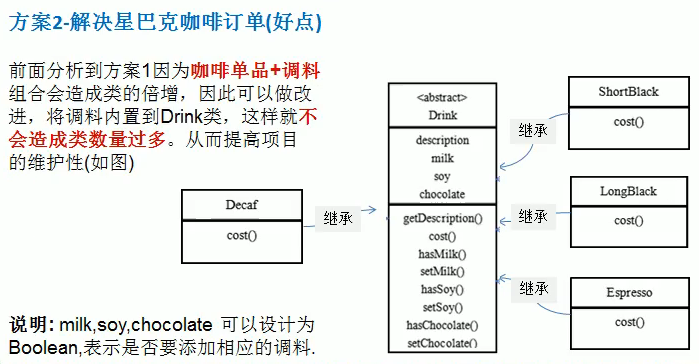 方案2-解决星巴克咖啡订单(好点)
前面分析到方案1因为咖啡单品+调料
组合会造成类的倍增，因此可以做改
进，将调料内置到Drink类，这样就不
会造成类数量过多。从而提高项目
的维护性(如图)
Decaf
cost()
继承
<abstract>
Drink
description
milk
soy
chocolate
getDescription()
cost()
hasMilk()
setMilk()
hasSoy()
setSoy()
hasChocolate()
setChocolate()
继承
ShortBlack
cost()
继承
LongBlack
cost()
继承
Espresso
cost()
说明: milk,soy,chocolate 可以设计为
Boolean,表示是否要添加相应的调料.